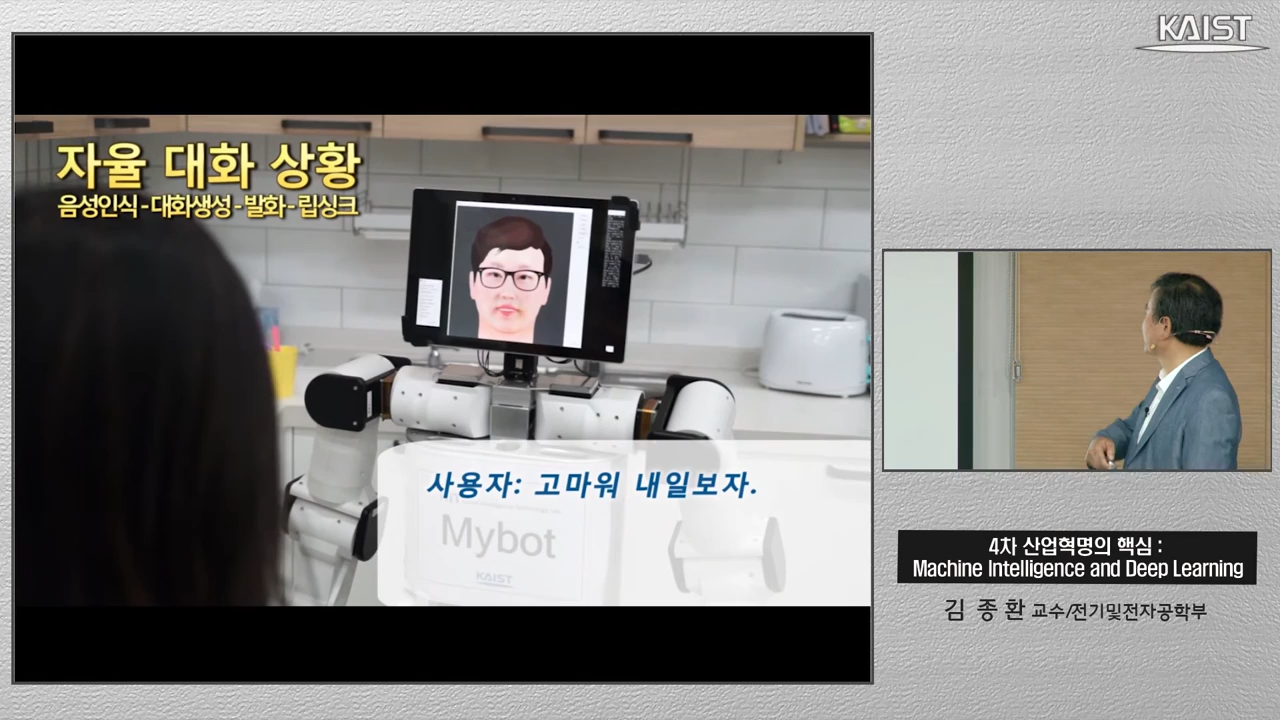 KAIST
자율 대화 상황
음성인식-대화생성-발화-립싱크
사용자: 고마워 내일보자.
Mybot
KAIST
4차 산업혁명의 핵심 :
Machine Intelligence and Deep Learning
김 종 환 교수/전기및전자공학부